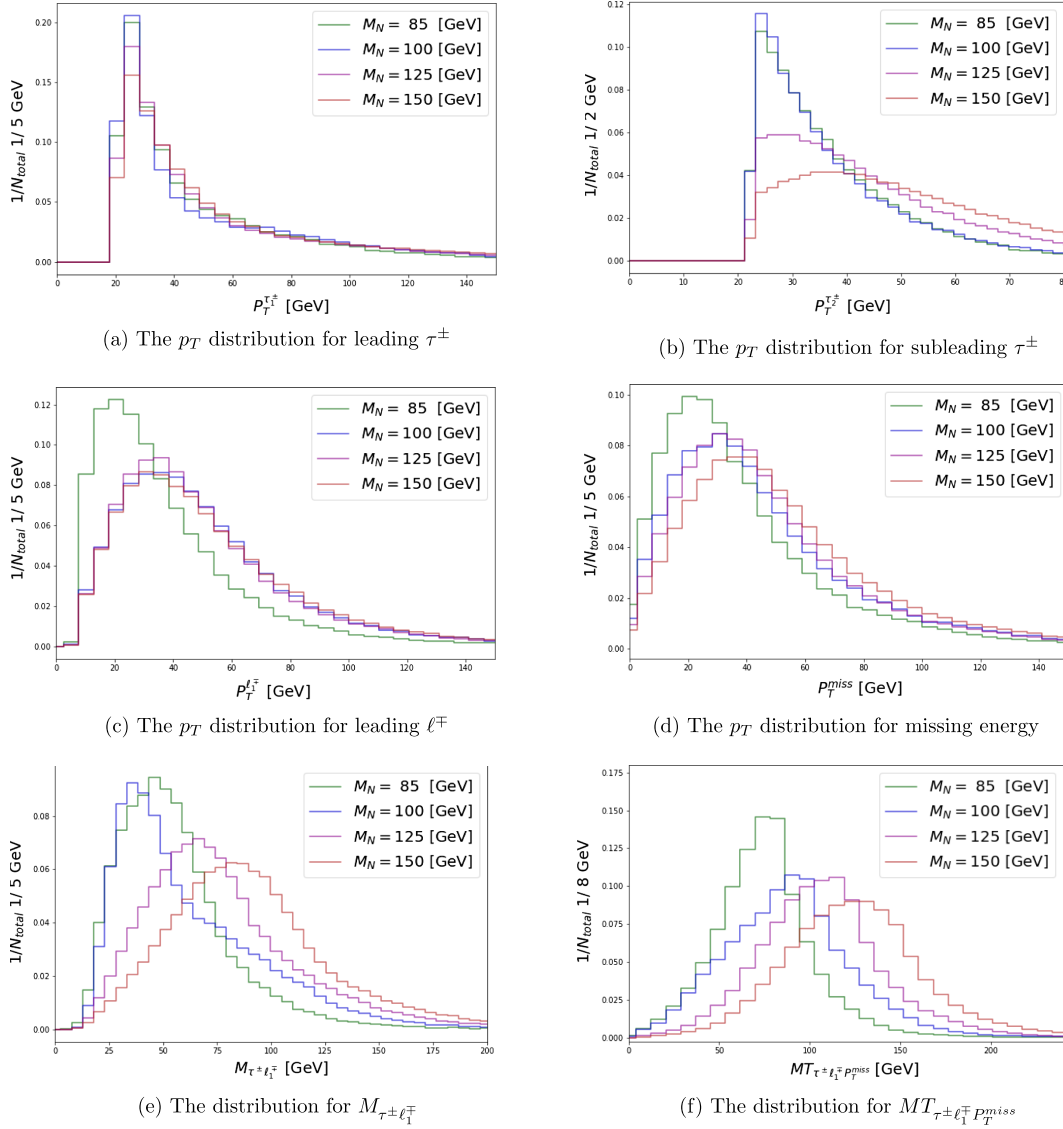 1/N_total 1/ 5 GeV
0.20
0.15
0.10
0.05
0.00
M_N = 85 [GeV]
M_N = 100 [GeV]
M_N = 125 [GeV]
M_N = 150 [GeV]
0 20 40 60 80 100 120 140
P_T^{τ_1^±} [GeV]
(a) The p_T distribution for leading τ^±
1/N_total 1/ 2 GeV
0.12
0.10
0.08
0.06
0.04
0.02
0.00
M_N = 85 [GeV]
M_N = 100 [GeV]
M_N = 125 [GeV]
M_N = 150 [GeV]
0 10 20 30 40 50 60 70 80
P_T^{τ_2^±} [GeV]
(b) The p_T distribution for subleading τ^±
1/N_total 1/ 5 GeV
0.12
0.10
0.08
0.06
0.04
0.02
0.00
M_N = 85 [GeV]
M_N = 100 [GeV]
M_N = 125 [GeV]
M_N = 150 [GeV]
0 20 40 60 80 100 120 140
P_T^{ℓ_1^∓} [GeV]
(c) The p_T distribution for leading ℓ^∓
1/N_total 1/ 5 GeV
0.10
0.08
0.06
0.04
0.02
0.00
M_N = 85 [GeV]
M_N = 100 [GeV]
M_N = 125 [GeV]
M_N = 150 [GeV]
0 20 40 60 80 100 120 140
P_T^{miss} [GeV]
(d) The p_T distribution for missing energy
1/N_total 1/ 5 GeV
0.08
0.06
0.04
0.02
0.00
M_N = 85 [GeV]
M_N = 100 [GeV]
M_N = 125 [GeV]
M_N = 150 [GeV]
0 25 50 75 100 125 150 175 200
M_{τ^±ℓ_1^∓} [GeV]
(e) The distribution for M_{τ^±ℓ_1^∓}
1/N_total 1/ 8 GeV
0.175
0.150
0.125
0.100
0.075
0.050
0.025
0.000
M_N = 85 [GeV]
M_N = 100 [GeV]
M_N = 125 [GeV]
M_N = 150 [GeV]
0 50 100 150 200
MT_{τ^±ℓ_1^∓P_T^{miss}} [GeV]
(f) The distribution for MT_{τ^±ℓ_1^∓P_T^{miss}}